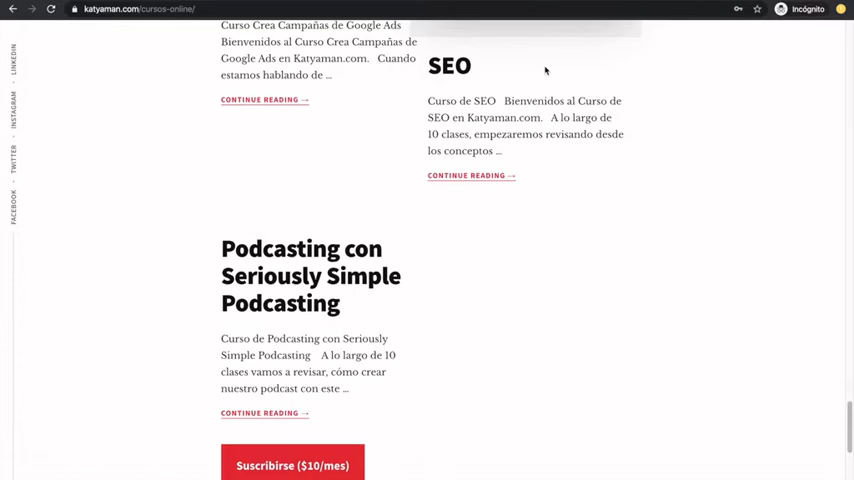 katyaman.com/cursos-online/
Incógnito
LINKEDIN
INSTAGRAM
TWITTER
FACEBOOK
Curso Crea Campañas de Google Ads
Bienvenidos al Curso Crea Campañas de
Google Ads en Katyaman.com. Cuando
estamos hablando de ...
CONTINUE READING →
SEO
Curso de SEO Bienvenidos al Curso de
SEO en Katyaman.com. A lo largo de
10 clases, empezaremos revisando desde
los conceptos ...
CONTINUE READING →
Podcasting con
Seriously Simple
Podcasting
Curso de Podcasting con Seriously
Simple Podcasting A lo largo de 10
clases vamos a revisar, cómo crear
nuestro podcast con este ...
CONTINUE READING →
Suscribirse ($10/mes)